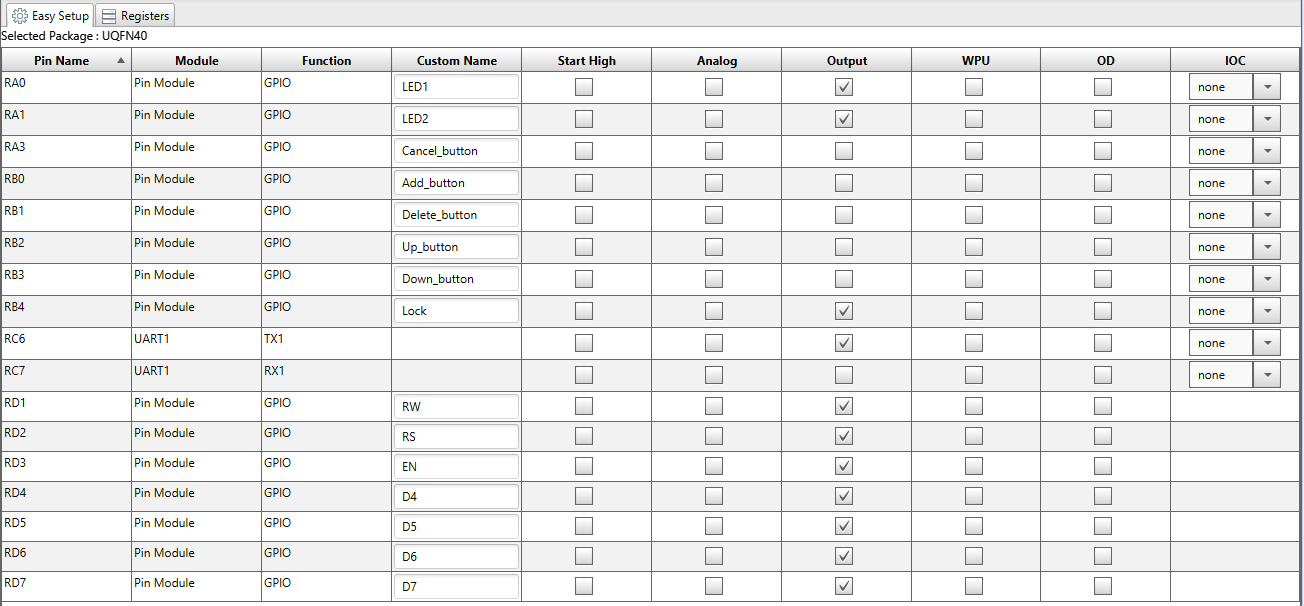 Easy Setup Registers
Selected Package : UQFN40
Pin Name Module Function Custom Name Start High Analog Output WPU OD IOC
RA0 Pin Module GPIO LED1 none
RA1 Pin Module GPIO LED2 none
RA3 Pin Module GPIO Cancel_button none
RB0 Pin Module GPIO Add_button none
RB1 Pin Module GPIO Delete_button none
RB2 Pin Module GPIO Up_button none
RB3 Pin Module GPIO Down_button none
RB4 Pin Module GPIO Lock none
RC6 UART1 TX1 none
RC7 UART1 RX1 none
RD1 Pin Module GPIO RW
RD2 Pin Module GPIO RS
RD3 Pin Module GPIO EN
RD4 Pin Module GPIO D4
RD5 Pin Module GPIO D5
RD6 Pin Module GPIO D6
RD7 Pin Module GPIO D7